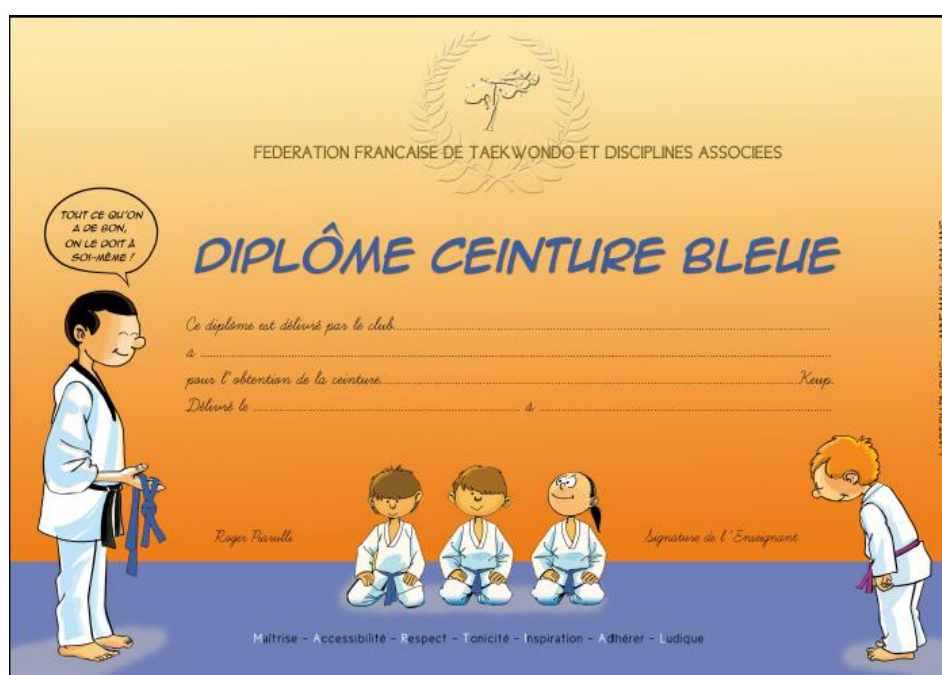 FEDERATION FRANCAISE DE TAEKWONDO ET DISCIPLINES ASSOCIEES
TOUT CE QU'ON
A DE BON,
ON LE DOIT À
SOI-MÊME !
DIPLÔME CEINTURE BLEUE
Ce diplôme est délivré par le club
à
pour l'obtention de la ceinture Keup.
Délivré le à
Roger Piarulli
Signature de l'Enseignant
Maîtrise - Accessibilité - Respect - Tonicité - Inspiration - Adhérer - Ludique